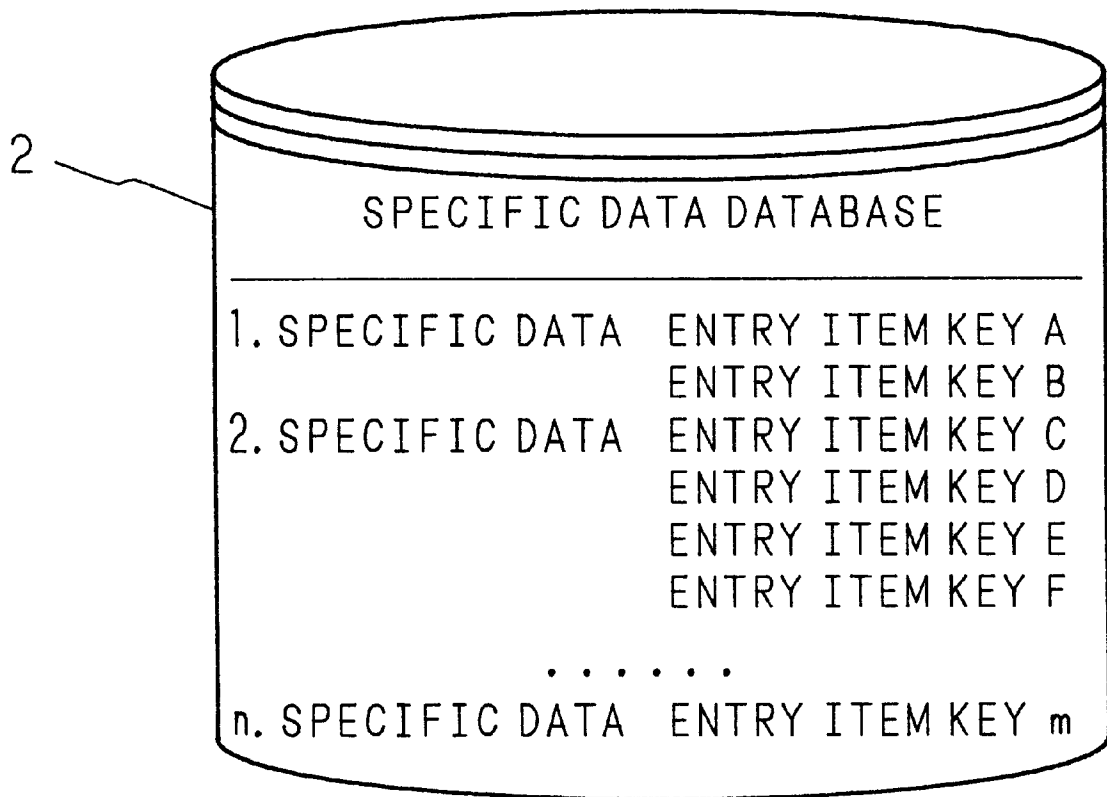 2
SPECIFIC DATA DATABASE
1. SPECIFIC DATA ENTRY ITEM KEY A
ENTRY ITEM KEY B
2. SPECIFIC DATA ENTRY ITEM KEY C
ENTRY ITEM KEY D
ENTRY ITEM KEY E
ENTRY ITEM KEY F
......
n. SPECIFIC DATA ENTRY ITEM KEY m